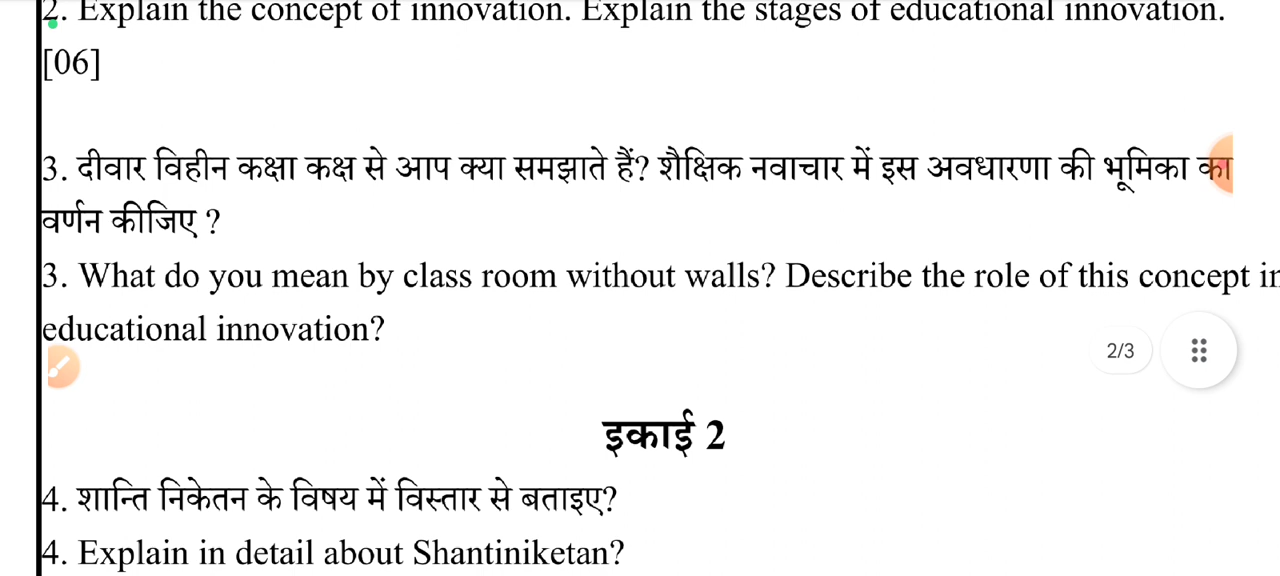 2. Explain the concept of innovation. Explain the stages of educational innovation.
[06]
3. दीवार विहीन कक्षा कक्ष से आप क्या समझाते हैं? शैक्षिक नवाचार में इस अवधारणा की भूमिका का
वर्णन कीजिए ?
3. What do you mean by class room without walls? Describe the role of this concept in
educational innovation?
2/3
इकाई 2
4. शान्ति निकेतन के विषय में विस्तार से बताइए?
4. Explain in detail about Shantiniketan?